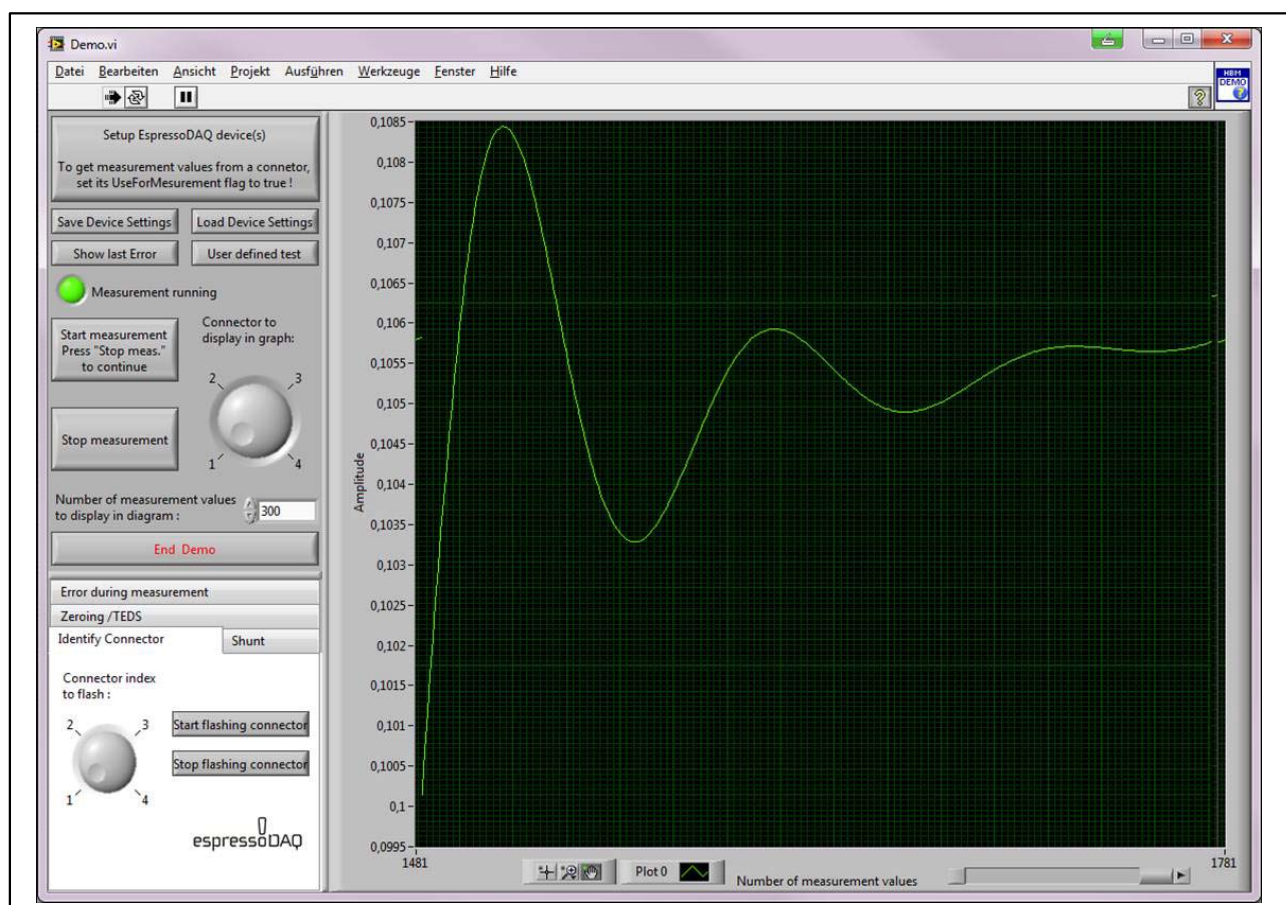 Demo.vi
Datei Bearbeiten Ansicht Projekt Ausführen Werkzeuge Fenster Hilfe
HBM
DEMO
?
?
Setup EspressoDAQ device(s)
To get measurement values from a connetor,
set its UseForMesurement flag to true !
Save Device Settings
Load Device Settings
Show last Error
User defined test
Measurement running
Start measurement
Press "Stop meas."
to continue
Connector to
display in graph:
2
3
1
4
Stop measurement
Number of measurement values
to display in diagram :
300
End Demo
Error during measurement
Zeroing /TEDS
Identify Connector
Shunt
Connector index
to flash :
2
3
1
4
Start flashing connector
Stop flashing connector
espressoDAQ
Amplitude
0,1085
0,108
0,1075
0,107
0,1065
0,106
0,1055
0,105
0,1045
0,104
0,1035
0,103
0,1025
0,102
0,1015
0,101
0,1005
0,1
0,0995
1481
1781
Plot 0
Number of measurement values